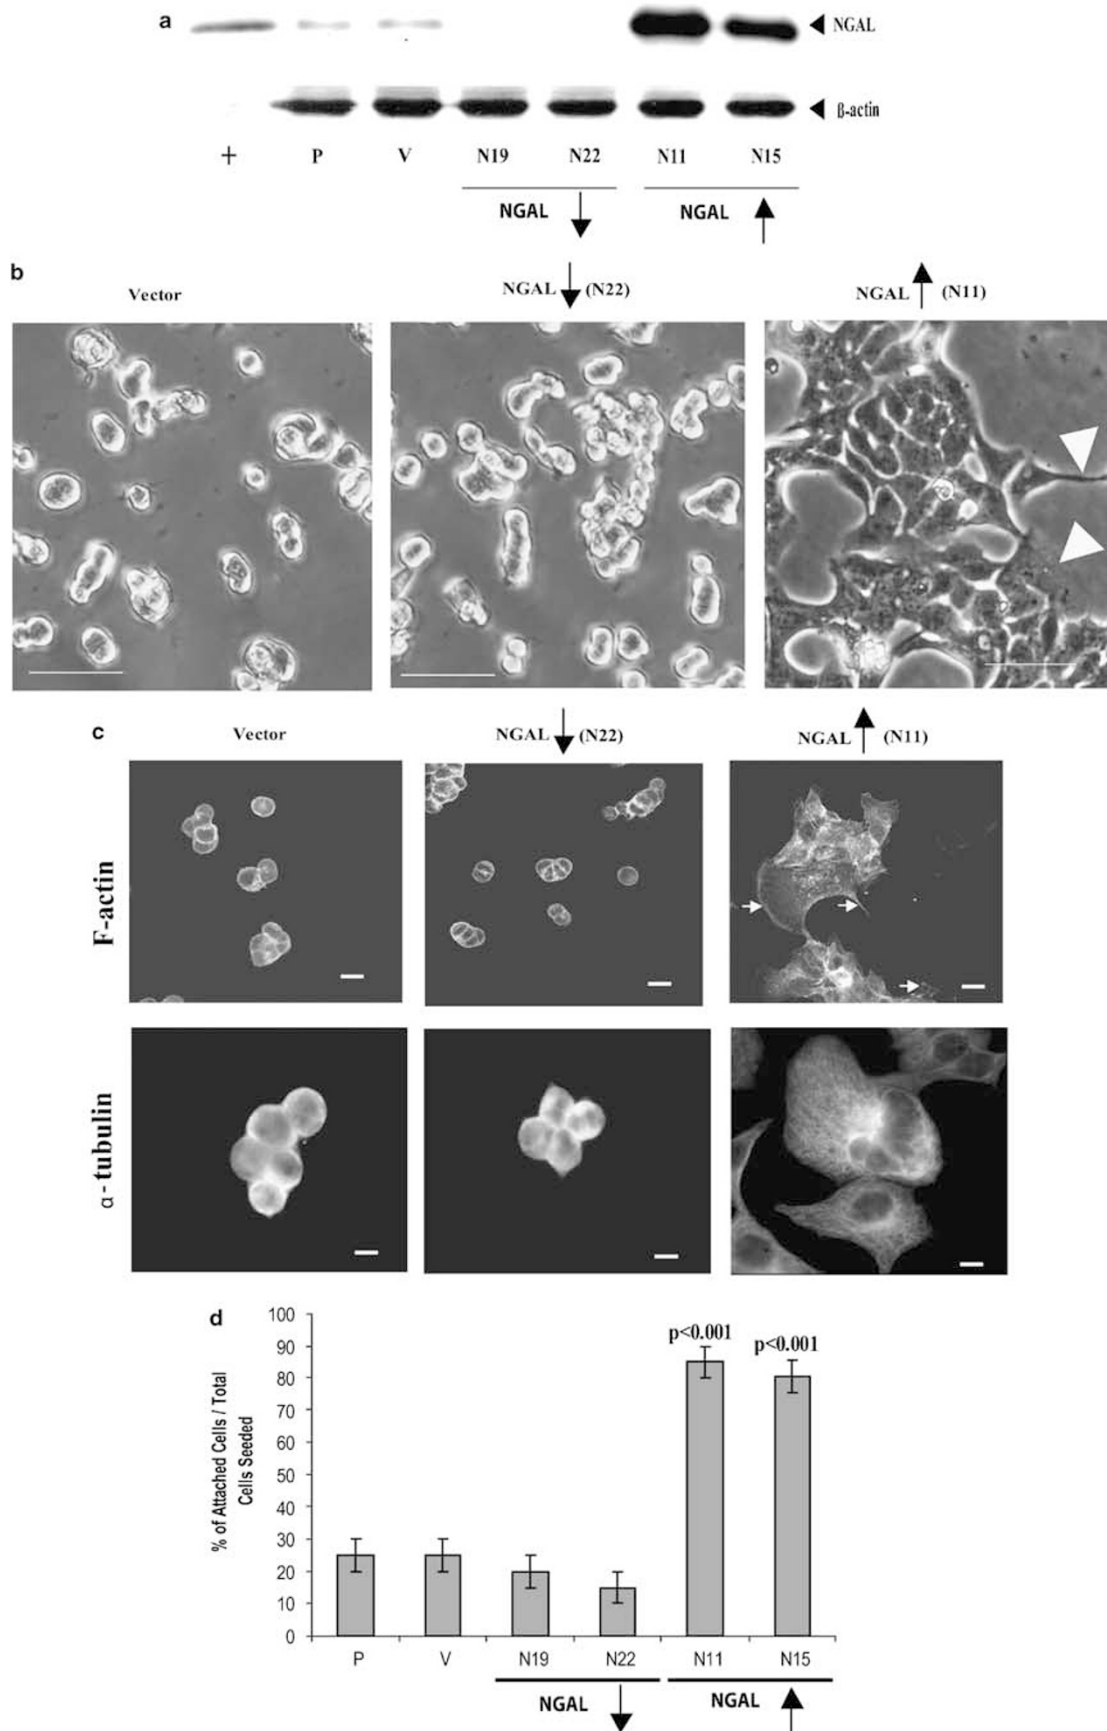 a
NGAL
β-actin
+ P V N19 N22 N11 N15
NGAL NGAL
b
Vector NGAL (N22) NGAL (N11)
c
Vector NGAL (N22) NGAL (N11)
F-actin
α-tubulin
d
% of Attached Cells / Total
Cells Seeded
100
90
80
70
60
50
40
30
20
10
0
p<0.001 p<0.001
P V N19 N22 N11 N15
NGAL NGAL